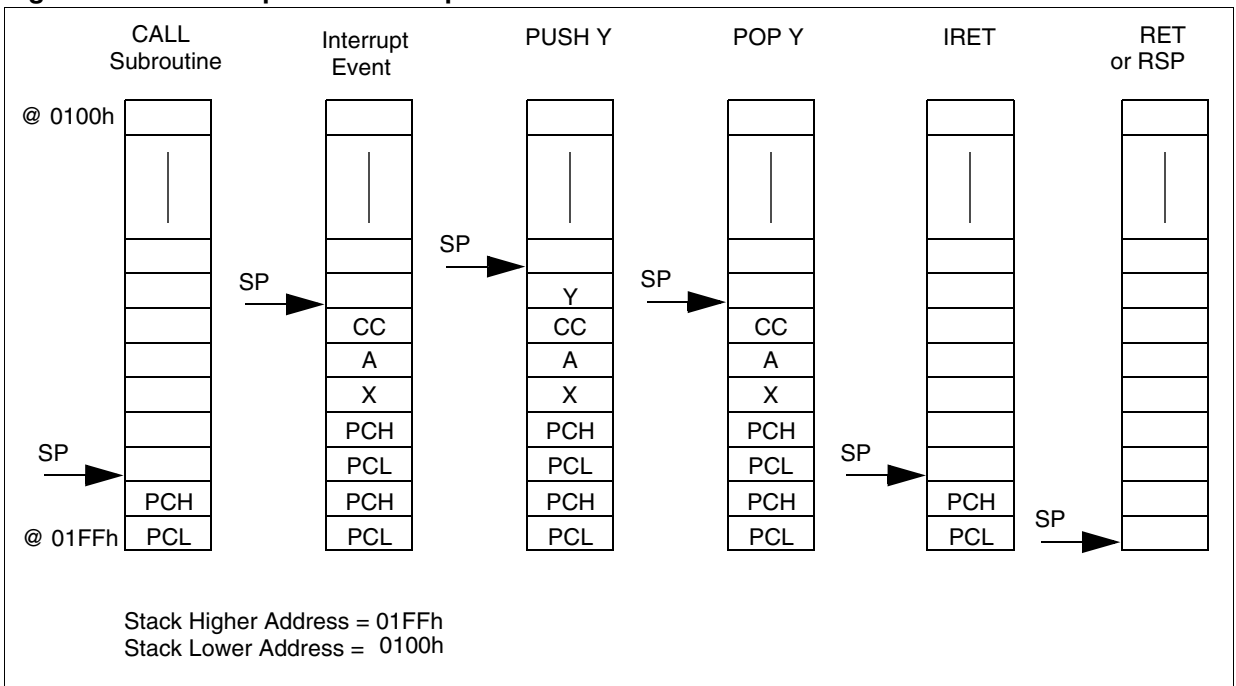 CALL
Subroutine
Interrupt
Event
PUSH Y
POP Y
IRET
RET
or RSP
@ 0100h
SP
SP
SP
Y
CC CC CC
A A A
X X X
PCH PCH PCH
SP
SP
PCL PCL PCL
PCH PCH PCH PCH PCH
SP
@ 01FFh PCL PCL PCL PCL PCL
Stack Higher Address = 01FFh
Stack Lower Address = 0100h